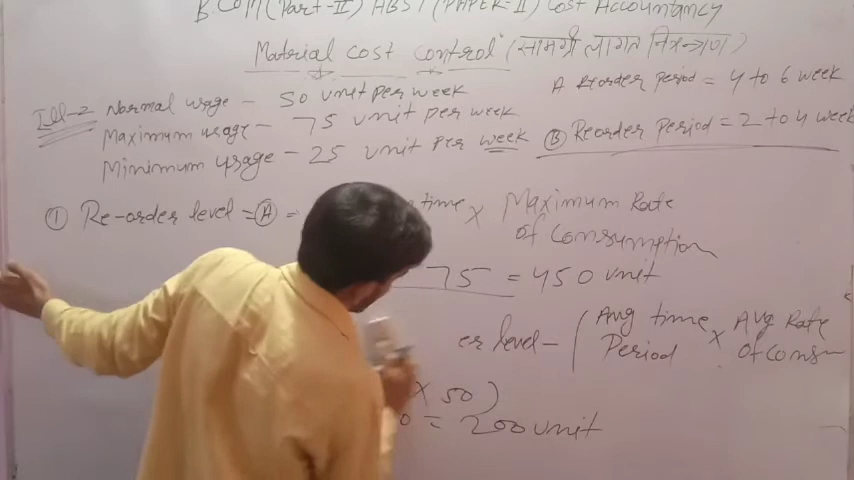 B.COM (Part-II) ABST (PAPER-II) Cost Accountancy
Material Cost Control (सामग्री लागत नियन्त्रण)
Ill-2 Normal usage - 50 unit per week
Maximum usage - 75 unit per week
Minimum usage - 25 unit per week
A Reorder period = 4 to 6 week
Ⓑ Reorder Period = 2 to 4 week
① Re-order level = Ⓐ = time × Maximum Rate
of Consumption
75 = 450 unit
er level - ( Avg time × Avg Rate
Period of Consum
× 50 )
0 = 200 unit